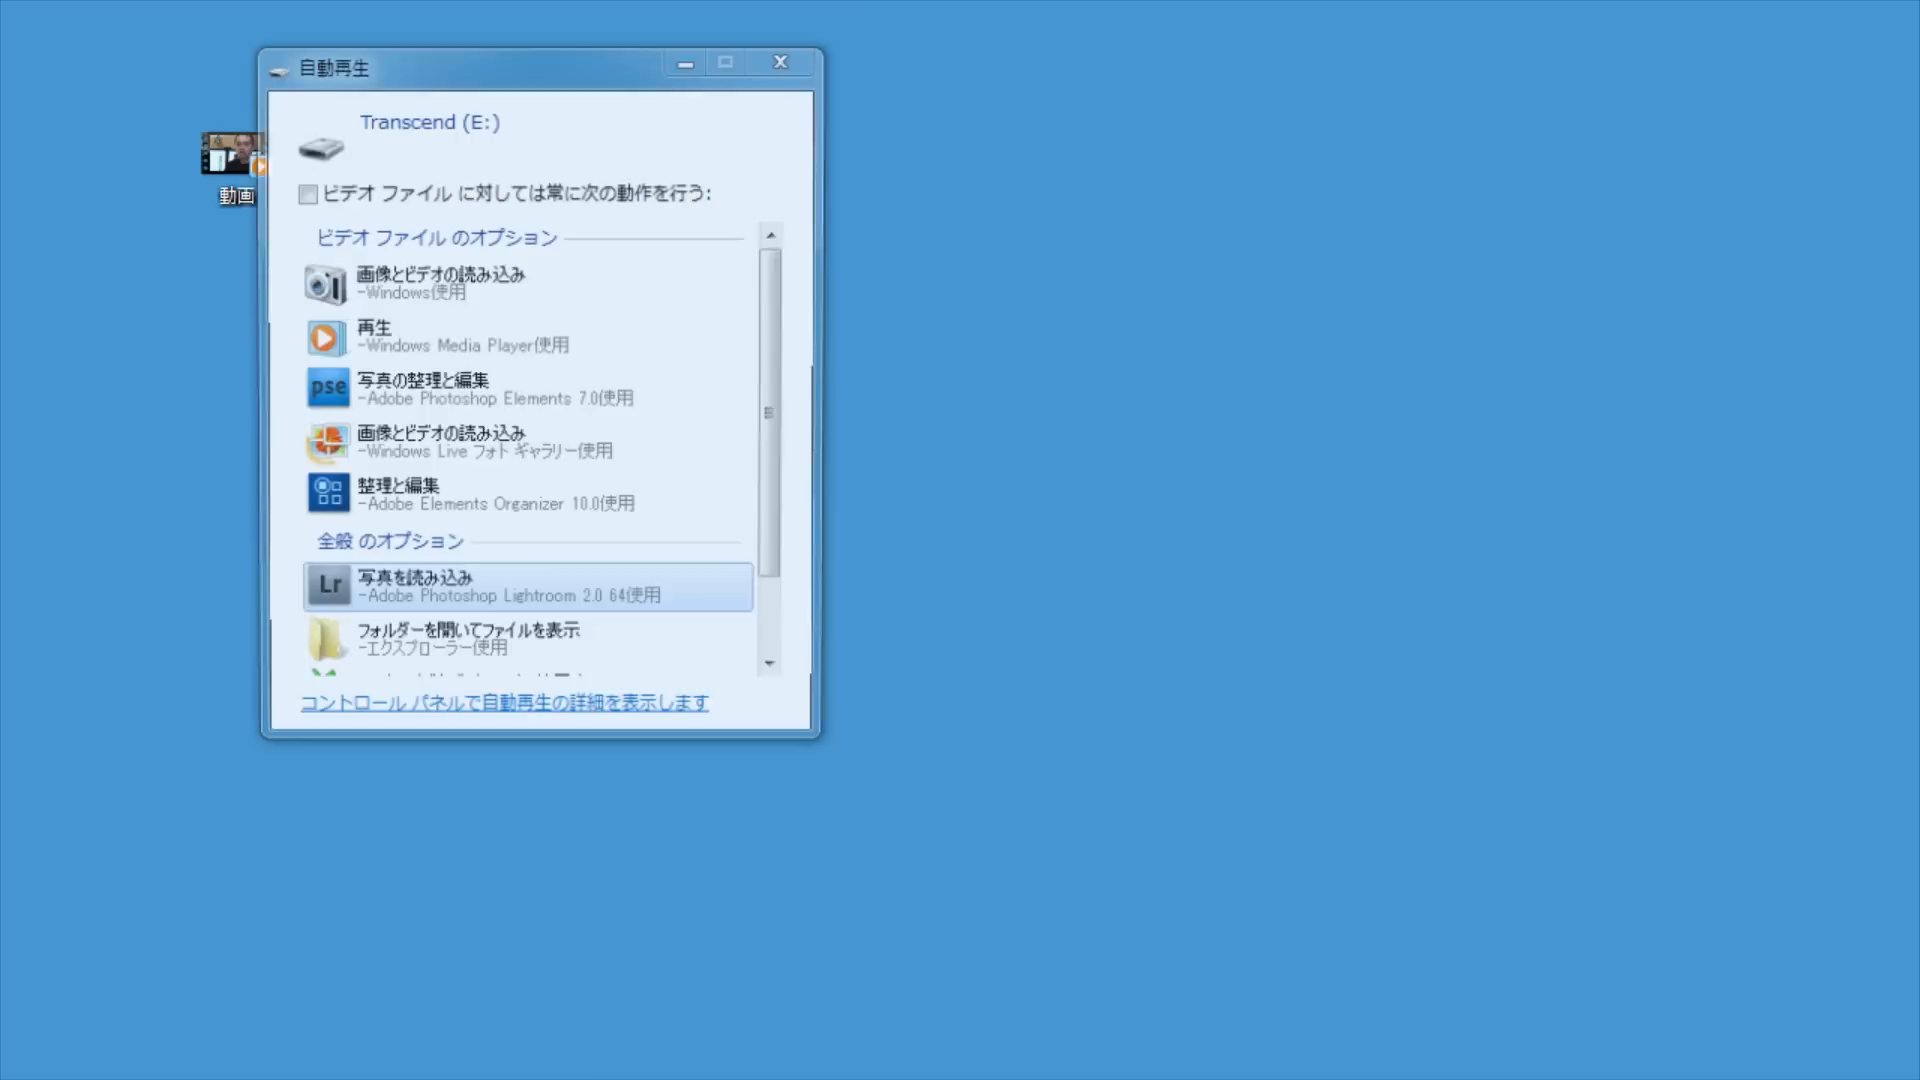 自動再生
Transcend (E:)
動画
ビデオ ファイル に対しては常に次の動作を行う:
ビデオ ファイル のオプション
画像とビデオの読み込み
-Windows使用
再生
-Windows Media Player使用
pse
写真の整理と編集
-Adobe Photoshop Elements 7.0使用
画像とビデオの読み込み
-Windows Live フォト ギャラリー使用
整理と編集
-Adobe Elements Organizer 10.0使用
全般 のオプション
Lr
写真を読み込み
-Adobe Photoshop Lightroom 2.0 64使用
フォルダーを開いてファイルを表示
-エクスプローラー使用
コントロール パネルで自動再生の詳細を表示します